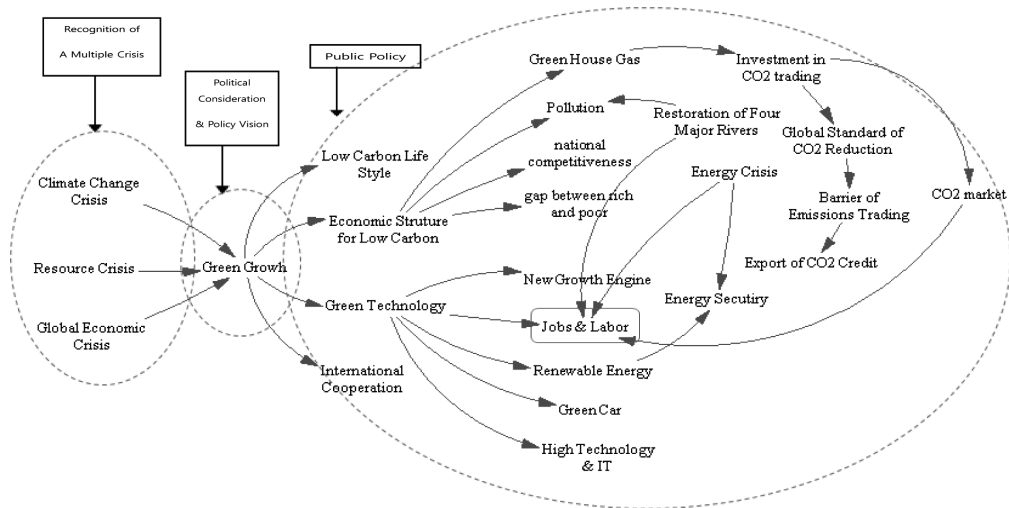 Recognition of
A Multiple Crisis
Political
Consideration
& Policy Vision
Public Policy
Climate Change
Crisis
Resource Crisis
Global Economic
Crisis
Green Growh
Low Carbon Life
Style
Economic Struture
for Low Carbon
Green Technology
International
Cooperation
Green House Gas
Pollution
national
competitiveness
gap between rich
and poor
New Growth Engine
Jobs & Labor
Renewable Energy
Green Car
High Technology
& IT
Restoration of Four
Major Rivers
Energy Crisis
Energy Secutiry
Investment in
CO2 trading
Global Standard of
CO2 Reduction
Barrier of
Emissions Trading
Export of CO2 Credit
CO2 market